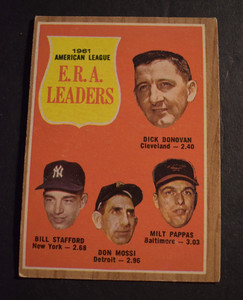 1961
AMERICAN LEAGUE
E.R.A.
LEADERS
DICK DONOVAN
Cleveland — 2.40
BILL STAFFORD
New York — 2.68
DON MOSSI
Detroit — 2.96
MILT PAPPAS
Baltimore — 3.03